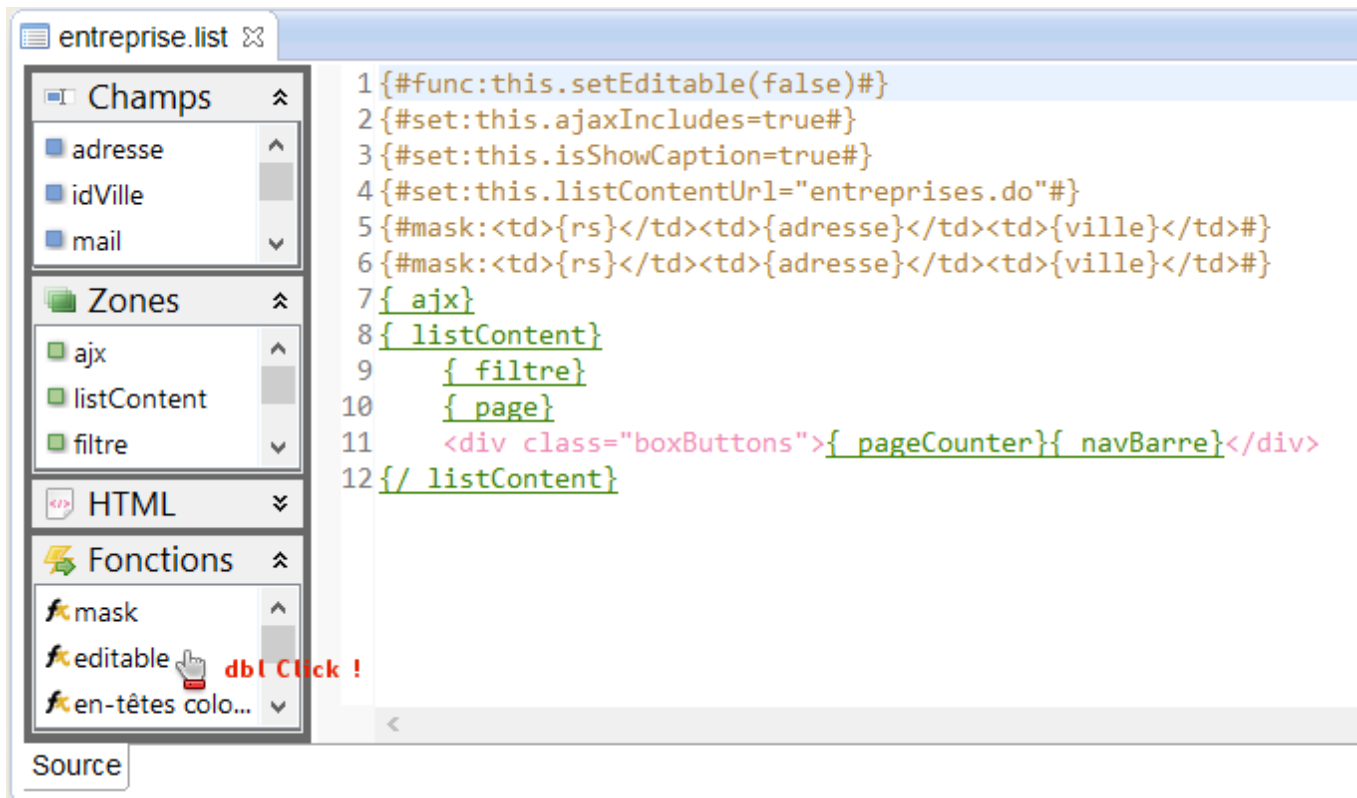 entreprise.list
Champs
adresse
idVille
mail
Zones
ajx
listContent
filtre
HTML
Fonctions
mask
editable
dbl Click !
en-têtes colo...
1 {#func:this.setEditable(false)#}
2 {#set:this.ajaxIncludes=true#}
3 {#set:this.isShowCaption=true#}
4 {#set:this.listContentUrl="entreprises.do"#}
5 {#mask:<td>{rs}</td><td>{adresse}</td><td>{ville}</td>#}
6 {#mask:<td>{rs}</td><td>{adresse}</td><td>{ville}</td>#}
7 {_ajx}
8 {_listContent}
9 {_filtre}
10 {_page}
11 <div class="boxButtons">{_pageCounter}{_navBarre}</div>
12 {/_listContent}
Source